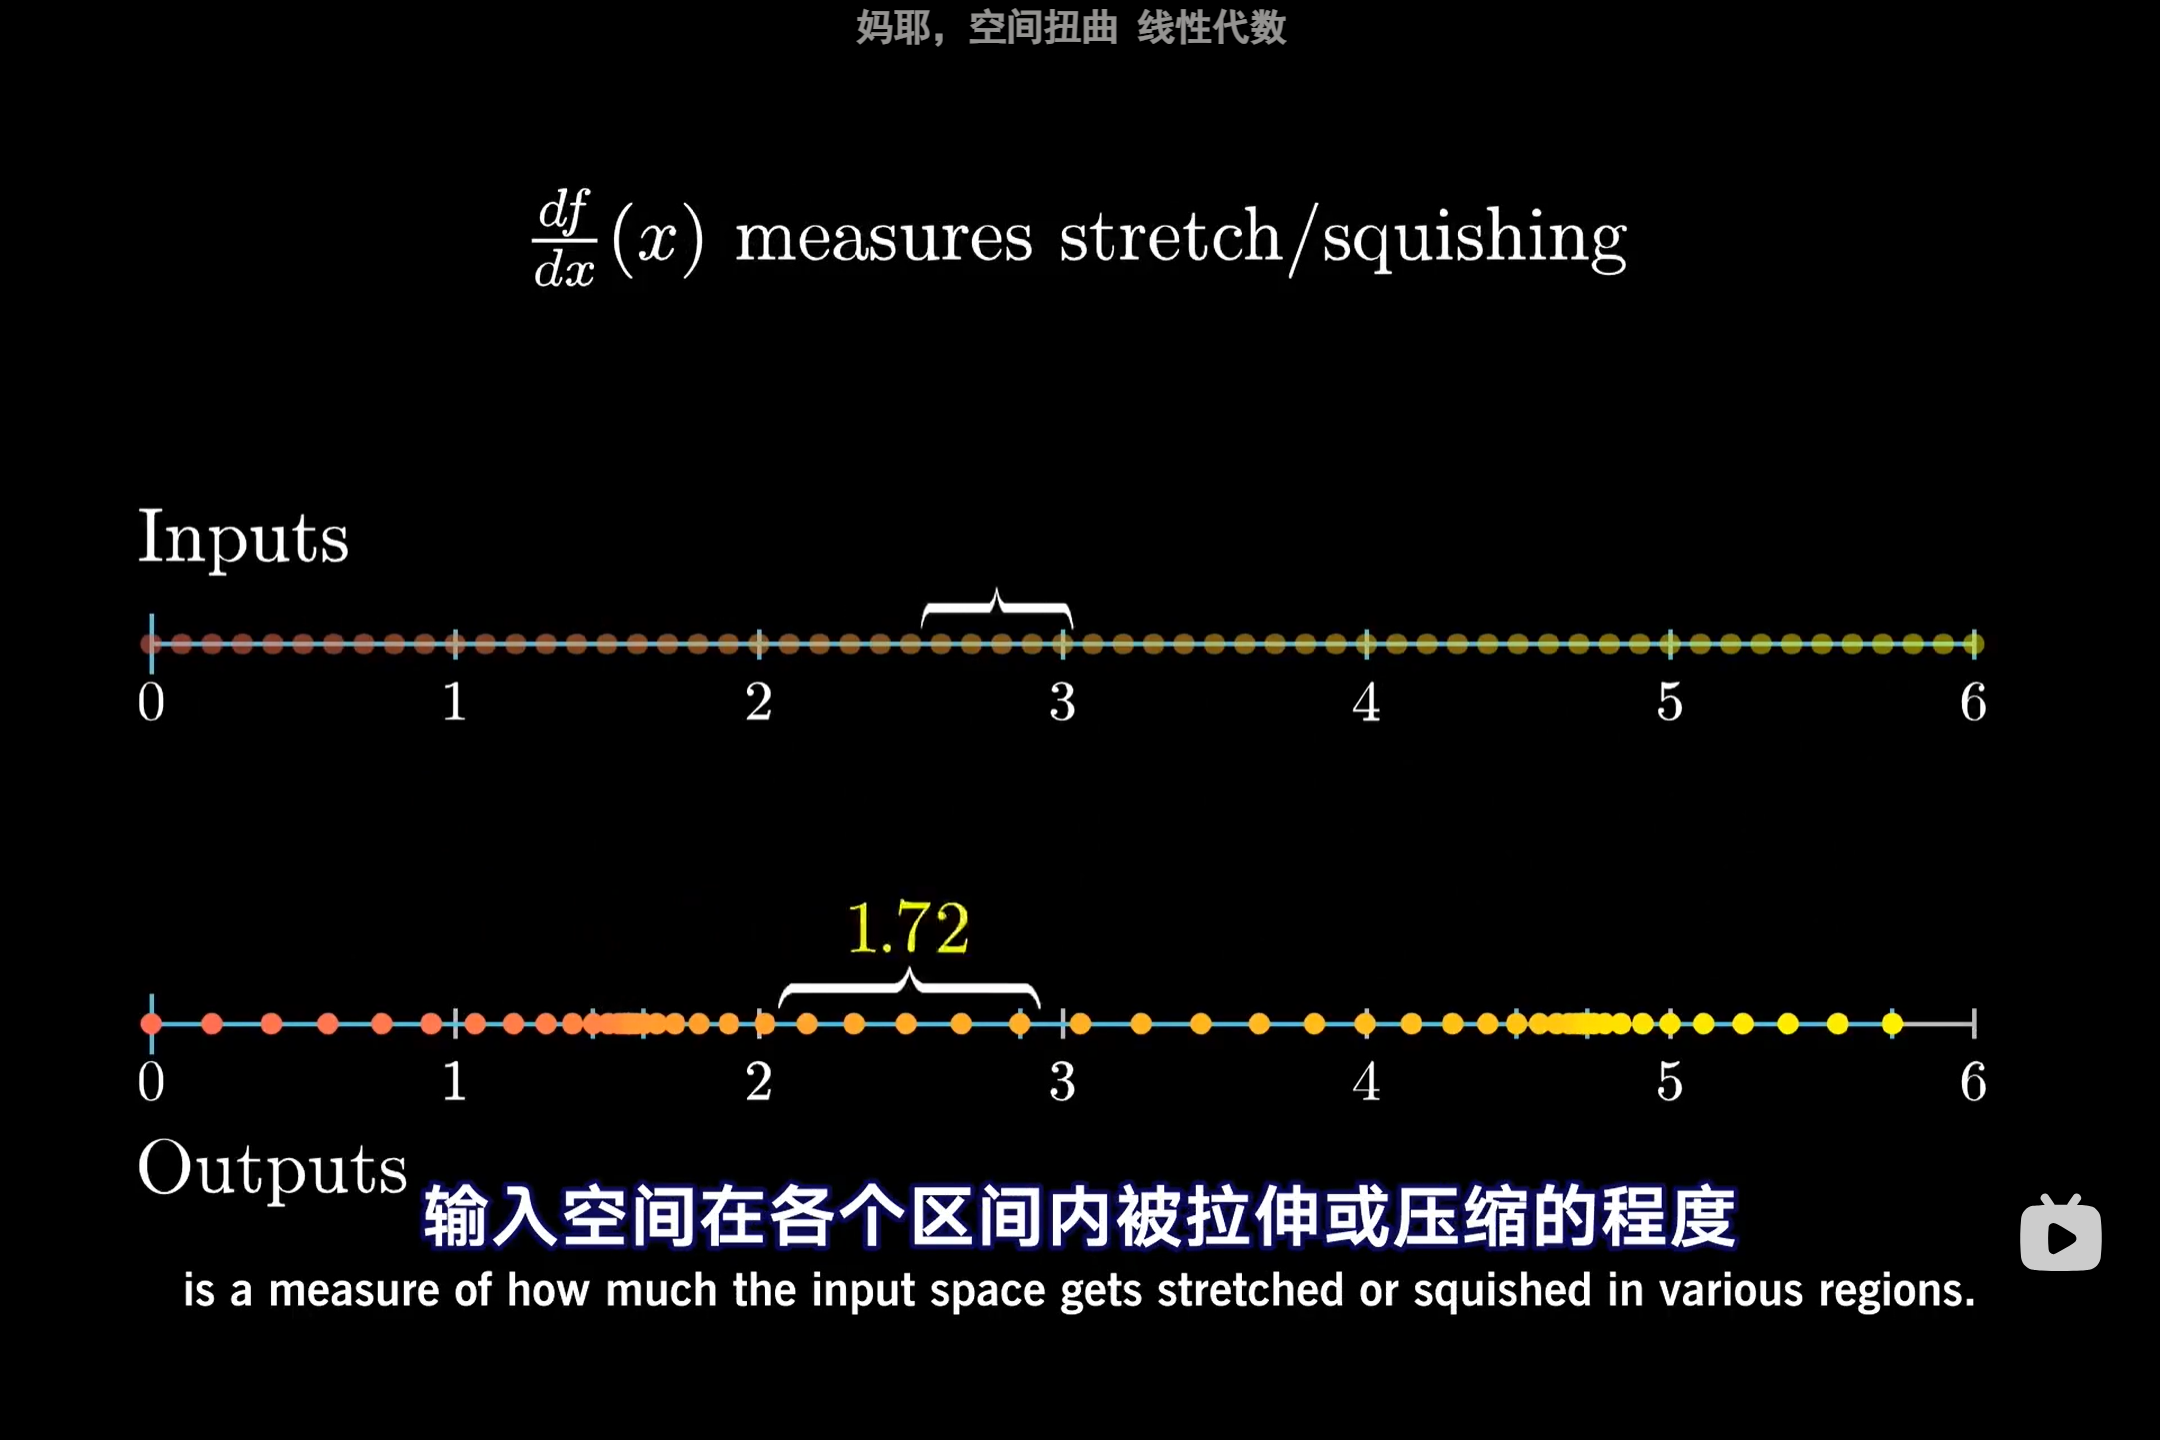 妈耶，空间扭曲 线性代数
df/dx (x) measures stretch/squishing
Inputs
0 1 2 3 4 5 6
1.72
0 1 2 3 4 5 6
Outputs
输入空间在各个区间内被拉伸或压缩的程度
is a measure of how much the input space gets stretched or squished in various regions.